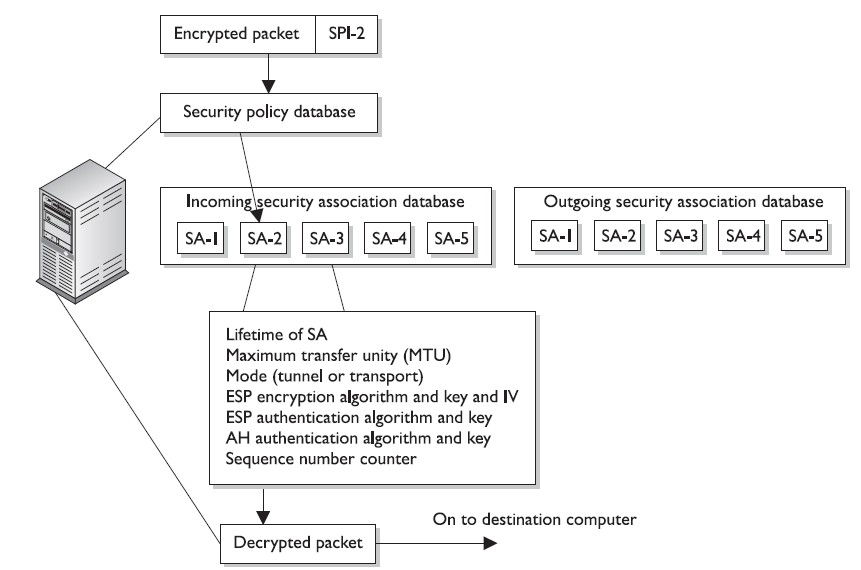 Encrypted packet SPI-2
Security policy database
Incoming security association database
SA-1 SA-2 SA-3 SA-4 SA-5
Outgoing security association database
SA-1 SA-2 SA-3 SA-4 SA-5
Lifetime of SA
Maximum transfer unity (MTU)
Mode (tunnel or transport)
ESP encryption algorithm and key and IV
ESP authentication algorithm and key
AH authentication algorithm and key
Sequence number counter
Decrypted packet
On to destination computer